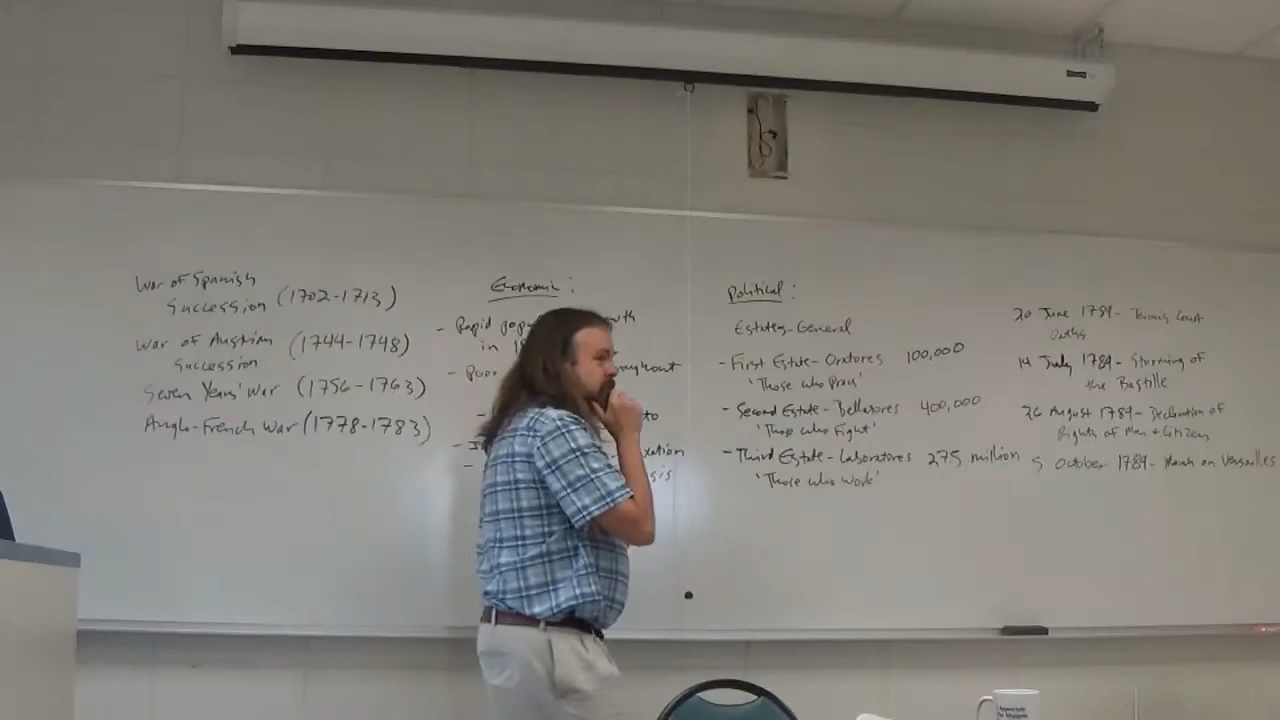 War of Spanish
Succession (1702-1713)
War of Austrian (1744-1748)
Succession
Seven Years' War (1756-1763)
Anglo-French War (1778-1783)
Economic:
- Rapid
in
-
to
Political:
Estates-General
- First Estate - Oratores 100,000
'Those who Pray'
- Second Estate - Bellatores 400,000
'Those who Fight'
- Third Estate - Laboratores 27.5 million
'Those who Work'
20 June 1789 - Tennis Court
Oaths
14 July 1789 - Storming of
the Bastille
26 August 1789 - Declaration of
Rights of Man + Citizen
5 October 1789 - March on Versailles